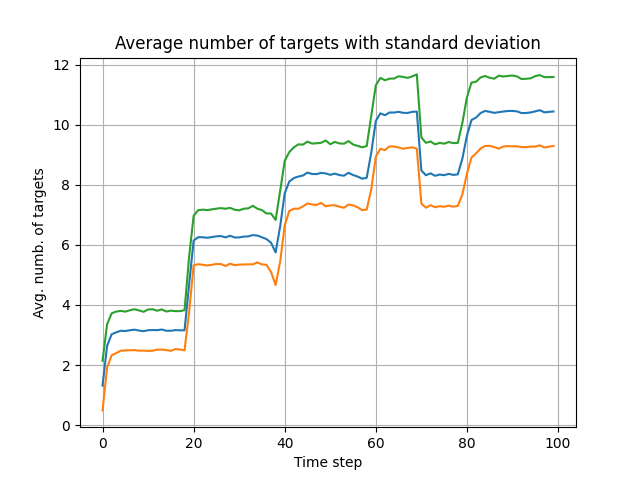 Average number of targets with standard deviation
12
10
8
6
4
2
0
Avg. numb. of targets
0 20 40 60 80 100
Time step